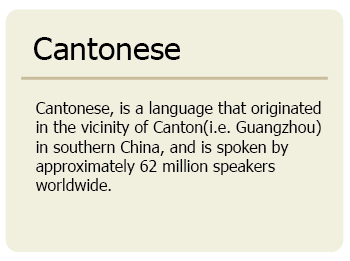 Cantonese
Cantonese, is a language that originated
in the vicinity of Canton(i.e. Guangzhou)
in southern China, and is spoken by
approximately 62 million speakers
worldwide.